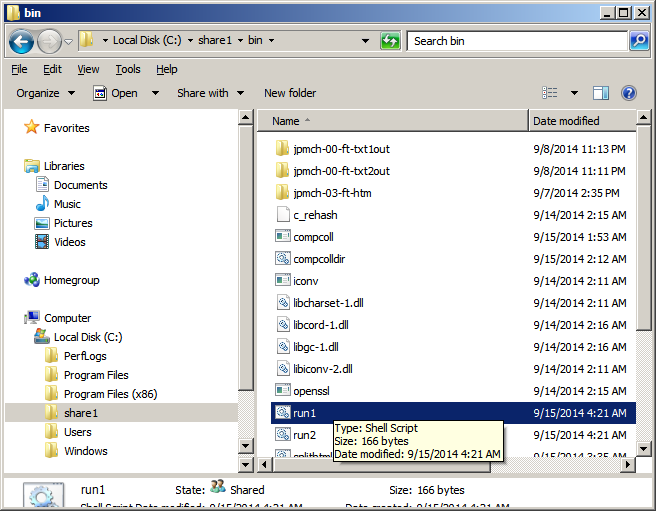 bin
Local Disk (C:) share1 bin Search bin
File Edit View Tools Help
Organize Open Share with New folder
Favorites
Libraries
Documents
Music
Pictures
Videos
Homegroup
Computer
Local Disk (C:)
PerfLogs
Program Files
Program Files (x86)
share1
Users
Windows
Name Date modified
jpmch-00-ft-txt1out 9/8/2014 11:13 PM
jpmch-00-ft-txt2out 9/8/2014 11:11 PM
jpmch-03-ft-htm 9/7/2014 2:35 PM
c_rehash 9/14/2014 2:15 AM
compcoll 9/15/2014 1:53 AM
compcolldir 9/15/2014 2:12 AM
iconv 9/14/2014 2:11 AM
libcharset-1.dll 9/14/2014 2:11 AM
libcord-1.dll 9/14/2014 2:16 AM
libgc-1.dll 9/14/2014 2:16 AM
libiconv-2.dll 9/14/2014 2:11 AM
openssl 9/14/2014 2:15 AM
run1 9/15/2014 4:21 AM
run2 9/15/2014 4:21 AM
Type: Shell Script
Size: 166 bytes
Date modified: 9/15/2014 4:21 AM
run1 State: Shared Size: 166 bytes
Shell Script Date modified: 9/15/2014 4:21 AM Date created: 9/15/2014 4:21 AM